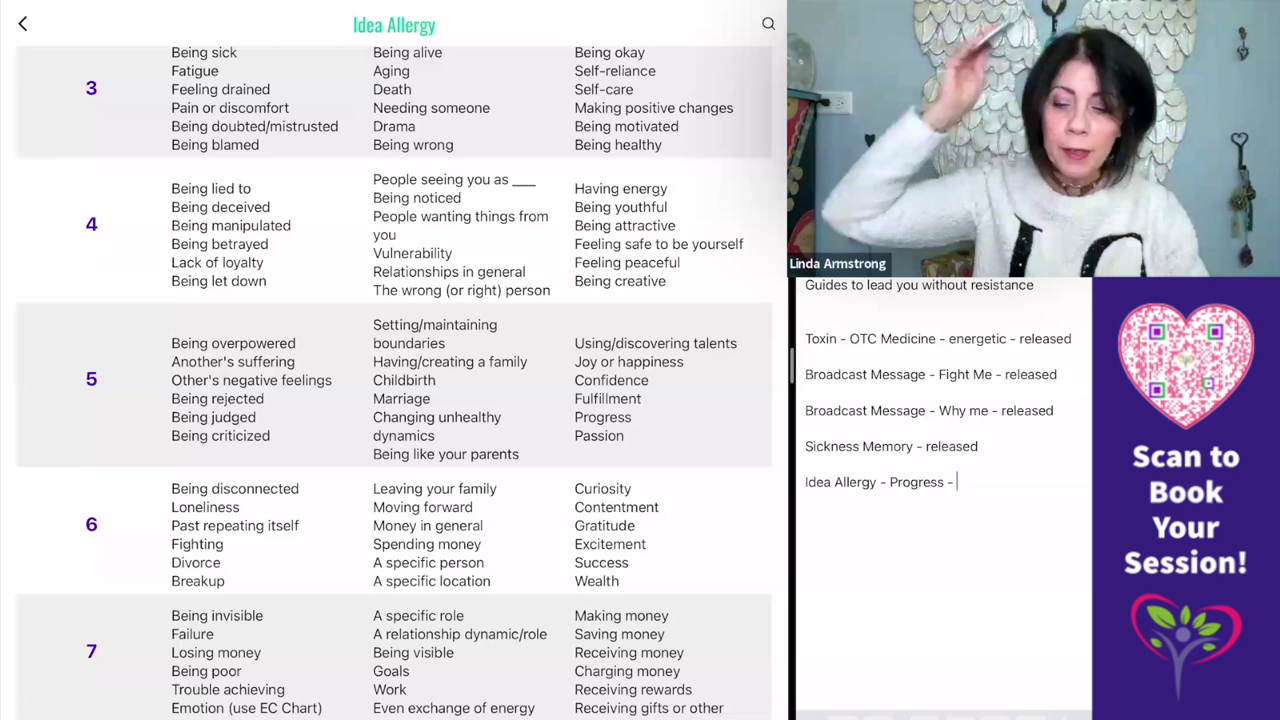 Idea Allergy
3
Being sick
Fatigue
Feeling drained
Pain or discomfort
Being doubted/mistrusted
Being blamed
Being alive
Aging
Death
Needing someone
Drama
Being wrong
Being okay
Self-reliance
Self-care
Making positive changes
Being motivated
Being healthy
4
Being lied to
Being deceived
Being manipulated
Being betrayed
Lack of loyalty
Being let down
People seeing you as ___
Being noticed
People wanting things from
you
Vulnerability
Relationships in general
The wrong (or right) person
Having energy
Being youthful
Being attractive
Feeling safe to be yourself
Feeling peaceful
Being creative
5
Being overpowered
Another's suffering
Other's negative feelings
Being rejected
Being judged
Being criticized
Setting/maintaining
boundaries
Having/creating a family
Childbirth
Marriage
Changing unhealthy
dynamics
Being like your parents
Using/discovering talents
Joy or happiness
Confidence
Fulfillment
Progress
Passion
6
Being disconnected
Loneliness
Past repeating itself
Fighting
Divorce
Breakup
Leaving your family
Moving forward
Money in general
Spending money
A specific person
A specific location
Curiosity
Contentment
Gratitude
Excitement
Success
Wealth
7
Being invisible
Failure
Losing money
Being poor
Trouble achieving
Emotion (use EC Chart)
A specific role
A relationship dynamic/role
Being visible
Goals
Work
Even exchange of energy
Making money
Saving money
Receiving money
Charging money
Receiving rewards
Receiving gifts or other
Linda Armstrong
Guides to lead you without resistance
Toxin - OTC Medicine - energetic - released
Broadcast Message - Fight Me - released
Broadcast Message - Why me - released
Sickness Memory - released
Idea Allergy - Progress -
Scan to
Book
Your
Session!